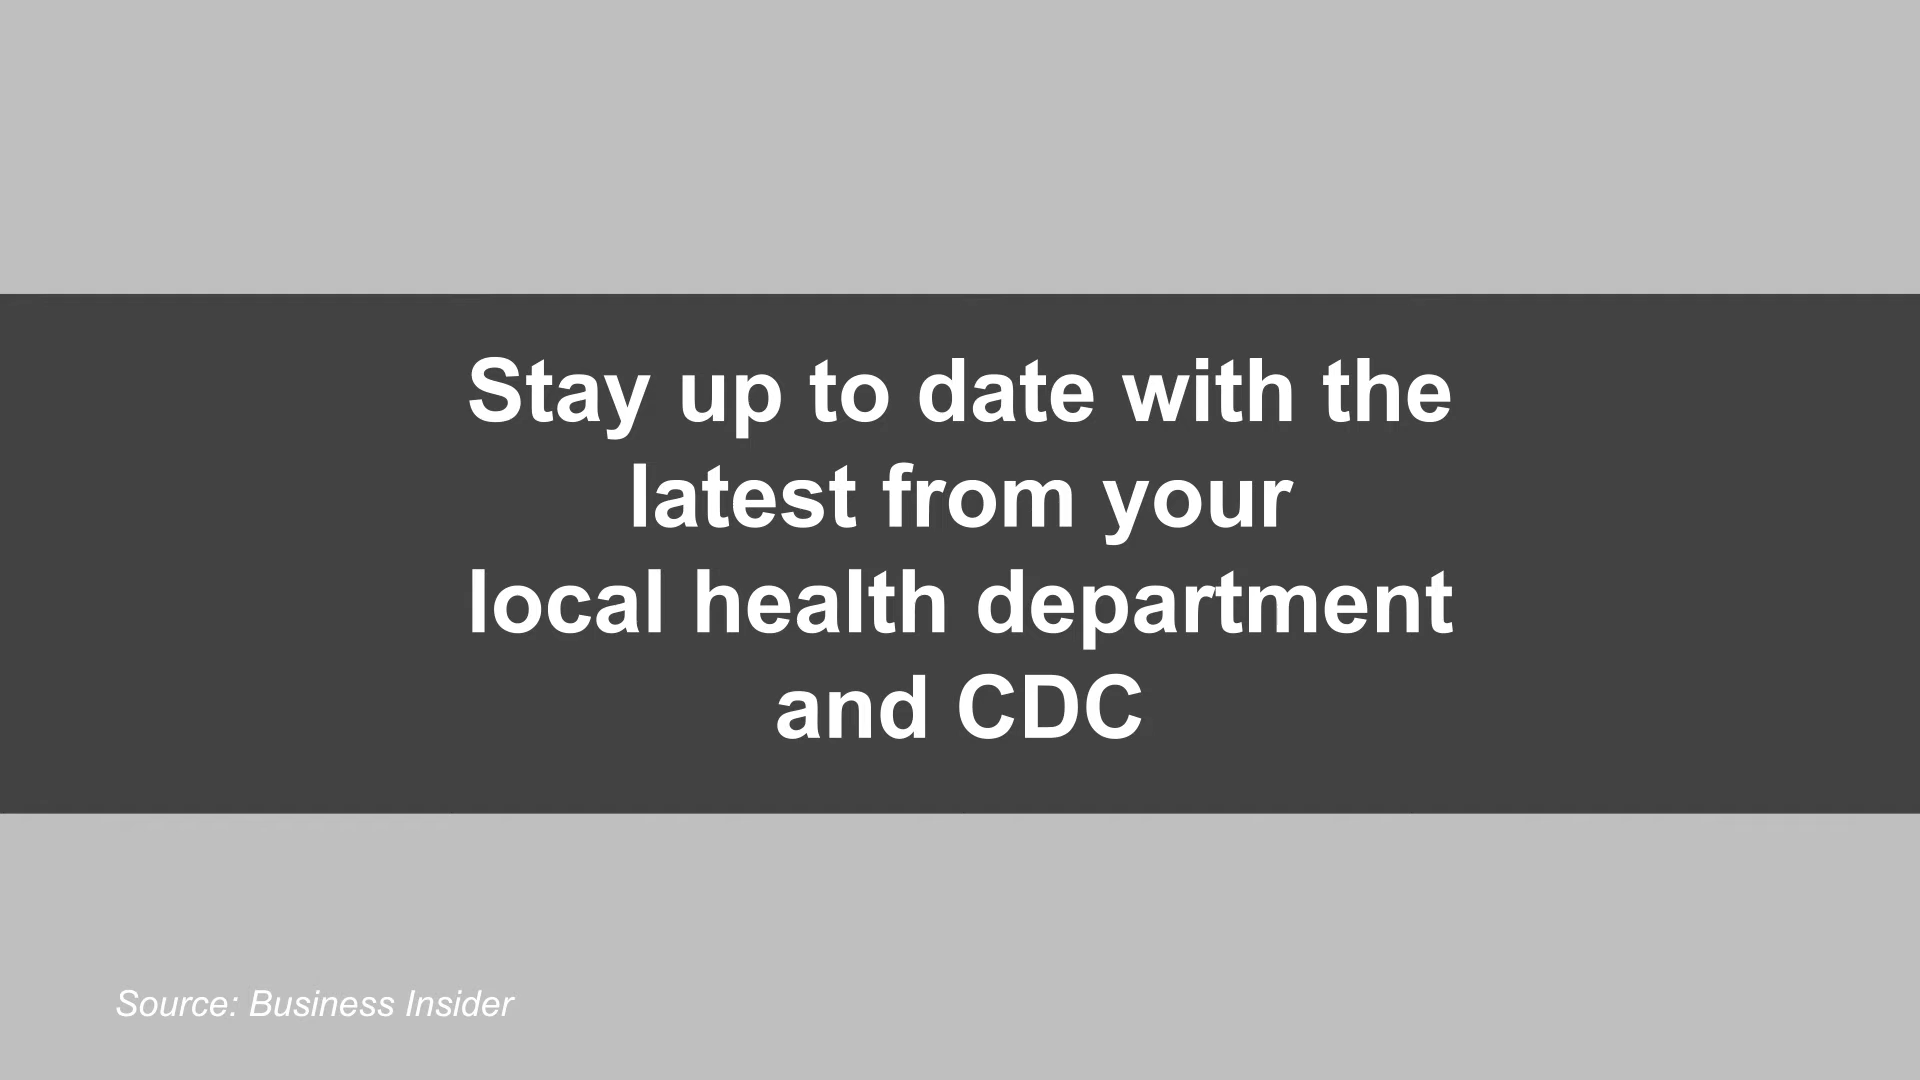 Stay up to date with the
latest from your
local health department
and CDC
Source: Business Insider